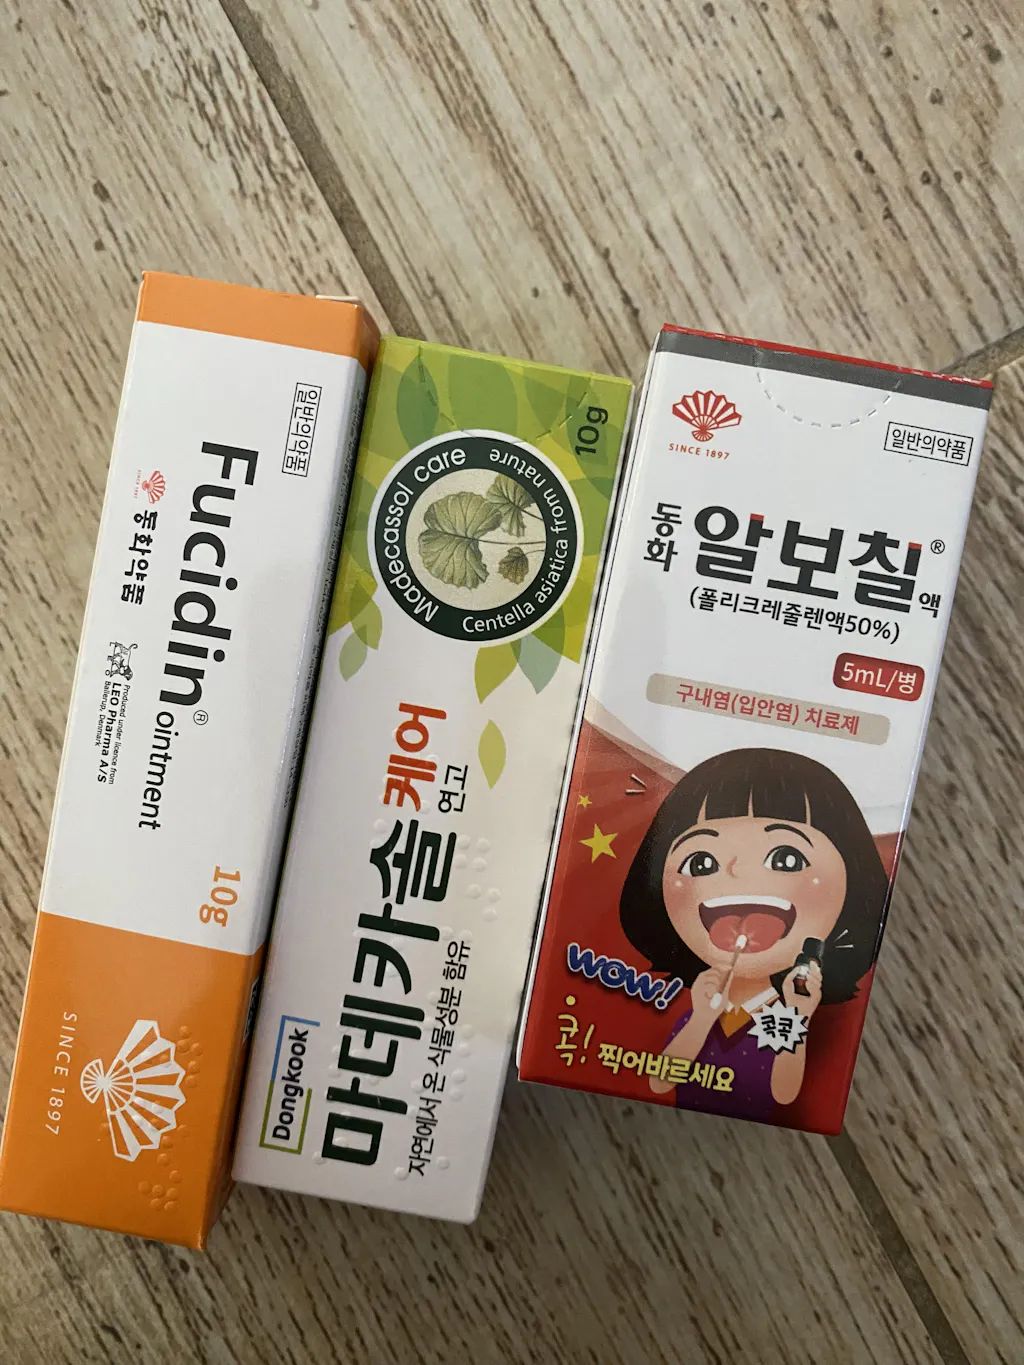 일반의약품
Fucidin® ointment
SINCE 1897
동화약품
Produced under licence from
LEO Pharma A/S
Ballerup, Denmark
10g
SINCE 1897
10g
Madecassol care
Centella asiatica from nature
마데카솔케어 연고
자연에서 온 식물성분 함유
Dongkook
SINCE 1897
일반의약품
동화 알보칠®액
(폴리크레줄렌액50%)
5mL/병
구내염(입안염) 치료제
WOW!
콕콕
콕! 찍어바르세요